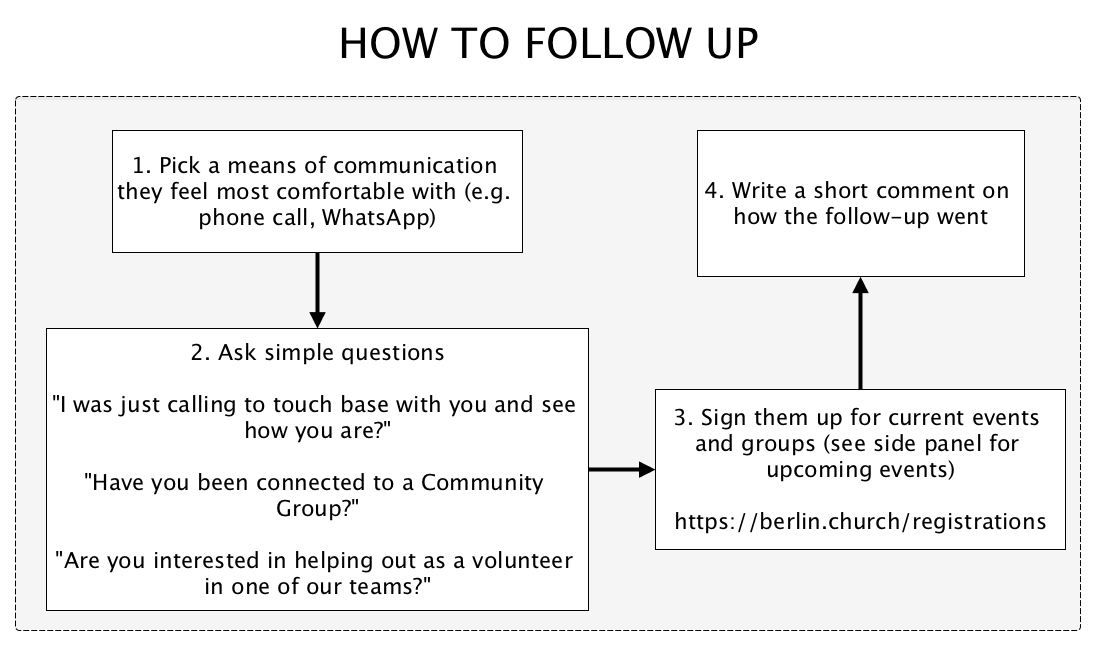 HOW TO FOLLOW UP
1. Pick a means of communication
they feel most comfortable with (e.g.
phone call, WhatsApp)
2. Ask simple questions
"I was just calling to touch base with you and see
how you are?"
"Have you been connected to a Community
Group?"
"Are you interested in helping out as a volunteer
in one of our teams?"
3. Sign them up for current events
and groups (see side panel for
upcoming events)
https://berlin.church/registrations
4. Write a short comment on
how the follow-up went